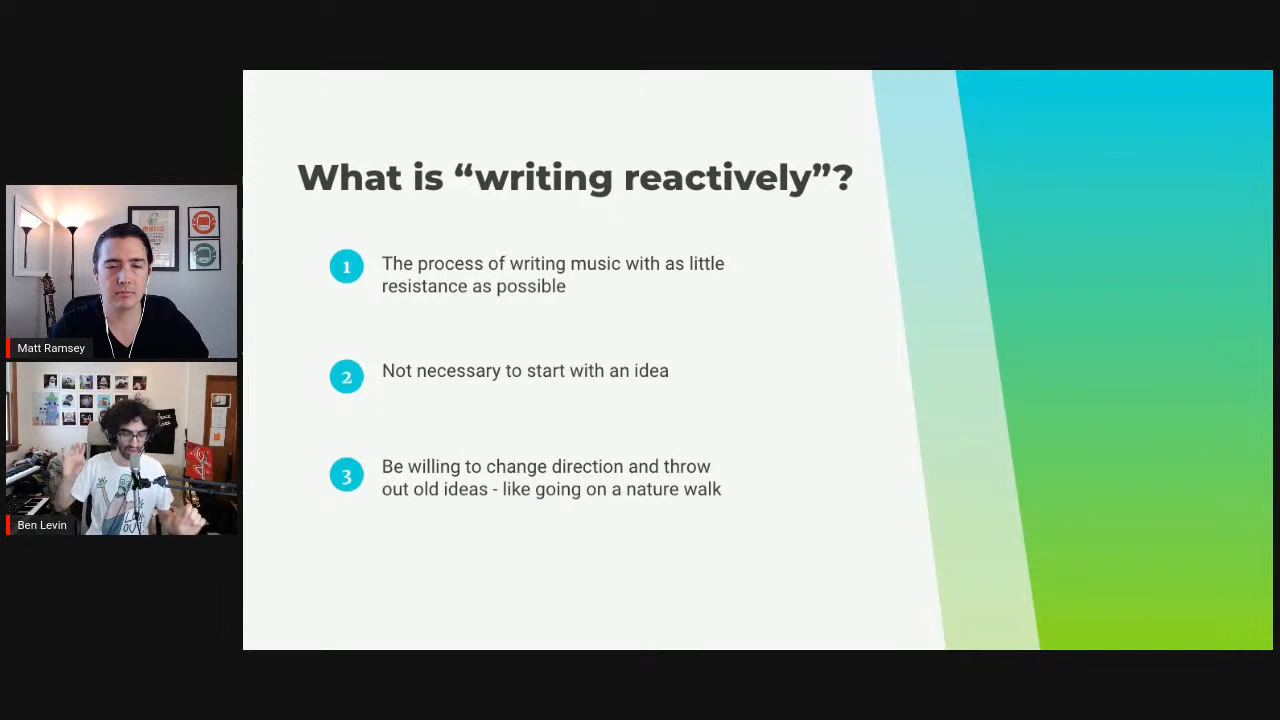 What is “writing reactively”?
1
The process of writing music with as little
resistance as possible
2
Not necessary to start with an idea
3
Be willing to change direction and throw
out old ideas - like going on a nature walk
Matt Ramsey
Ben Levin